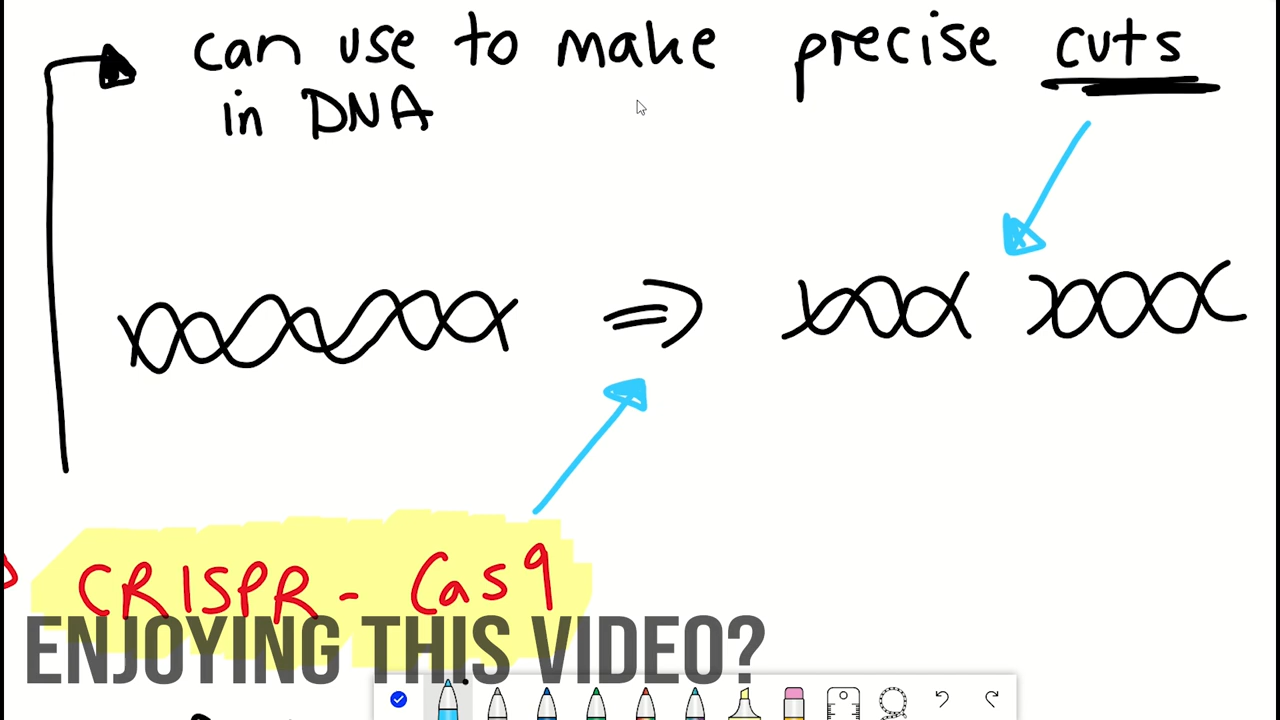 can use to make precise cuts
in DNA
CRISPR - Cas9
ENJOYING THIS VIDEO?